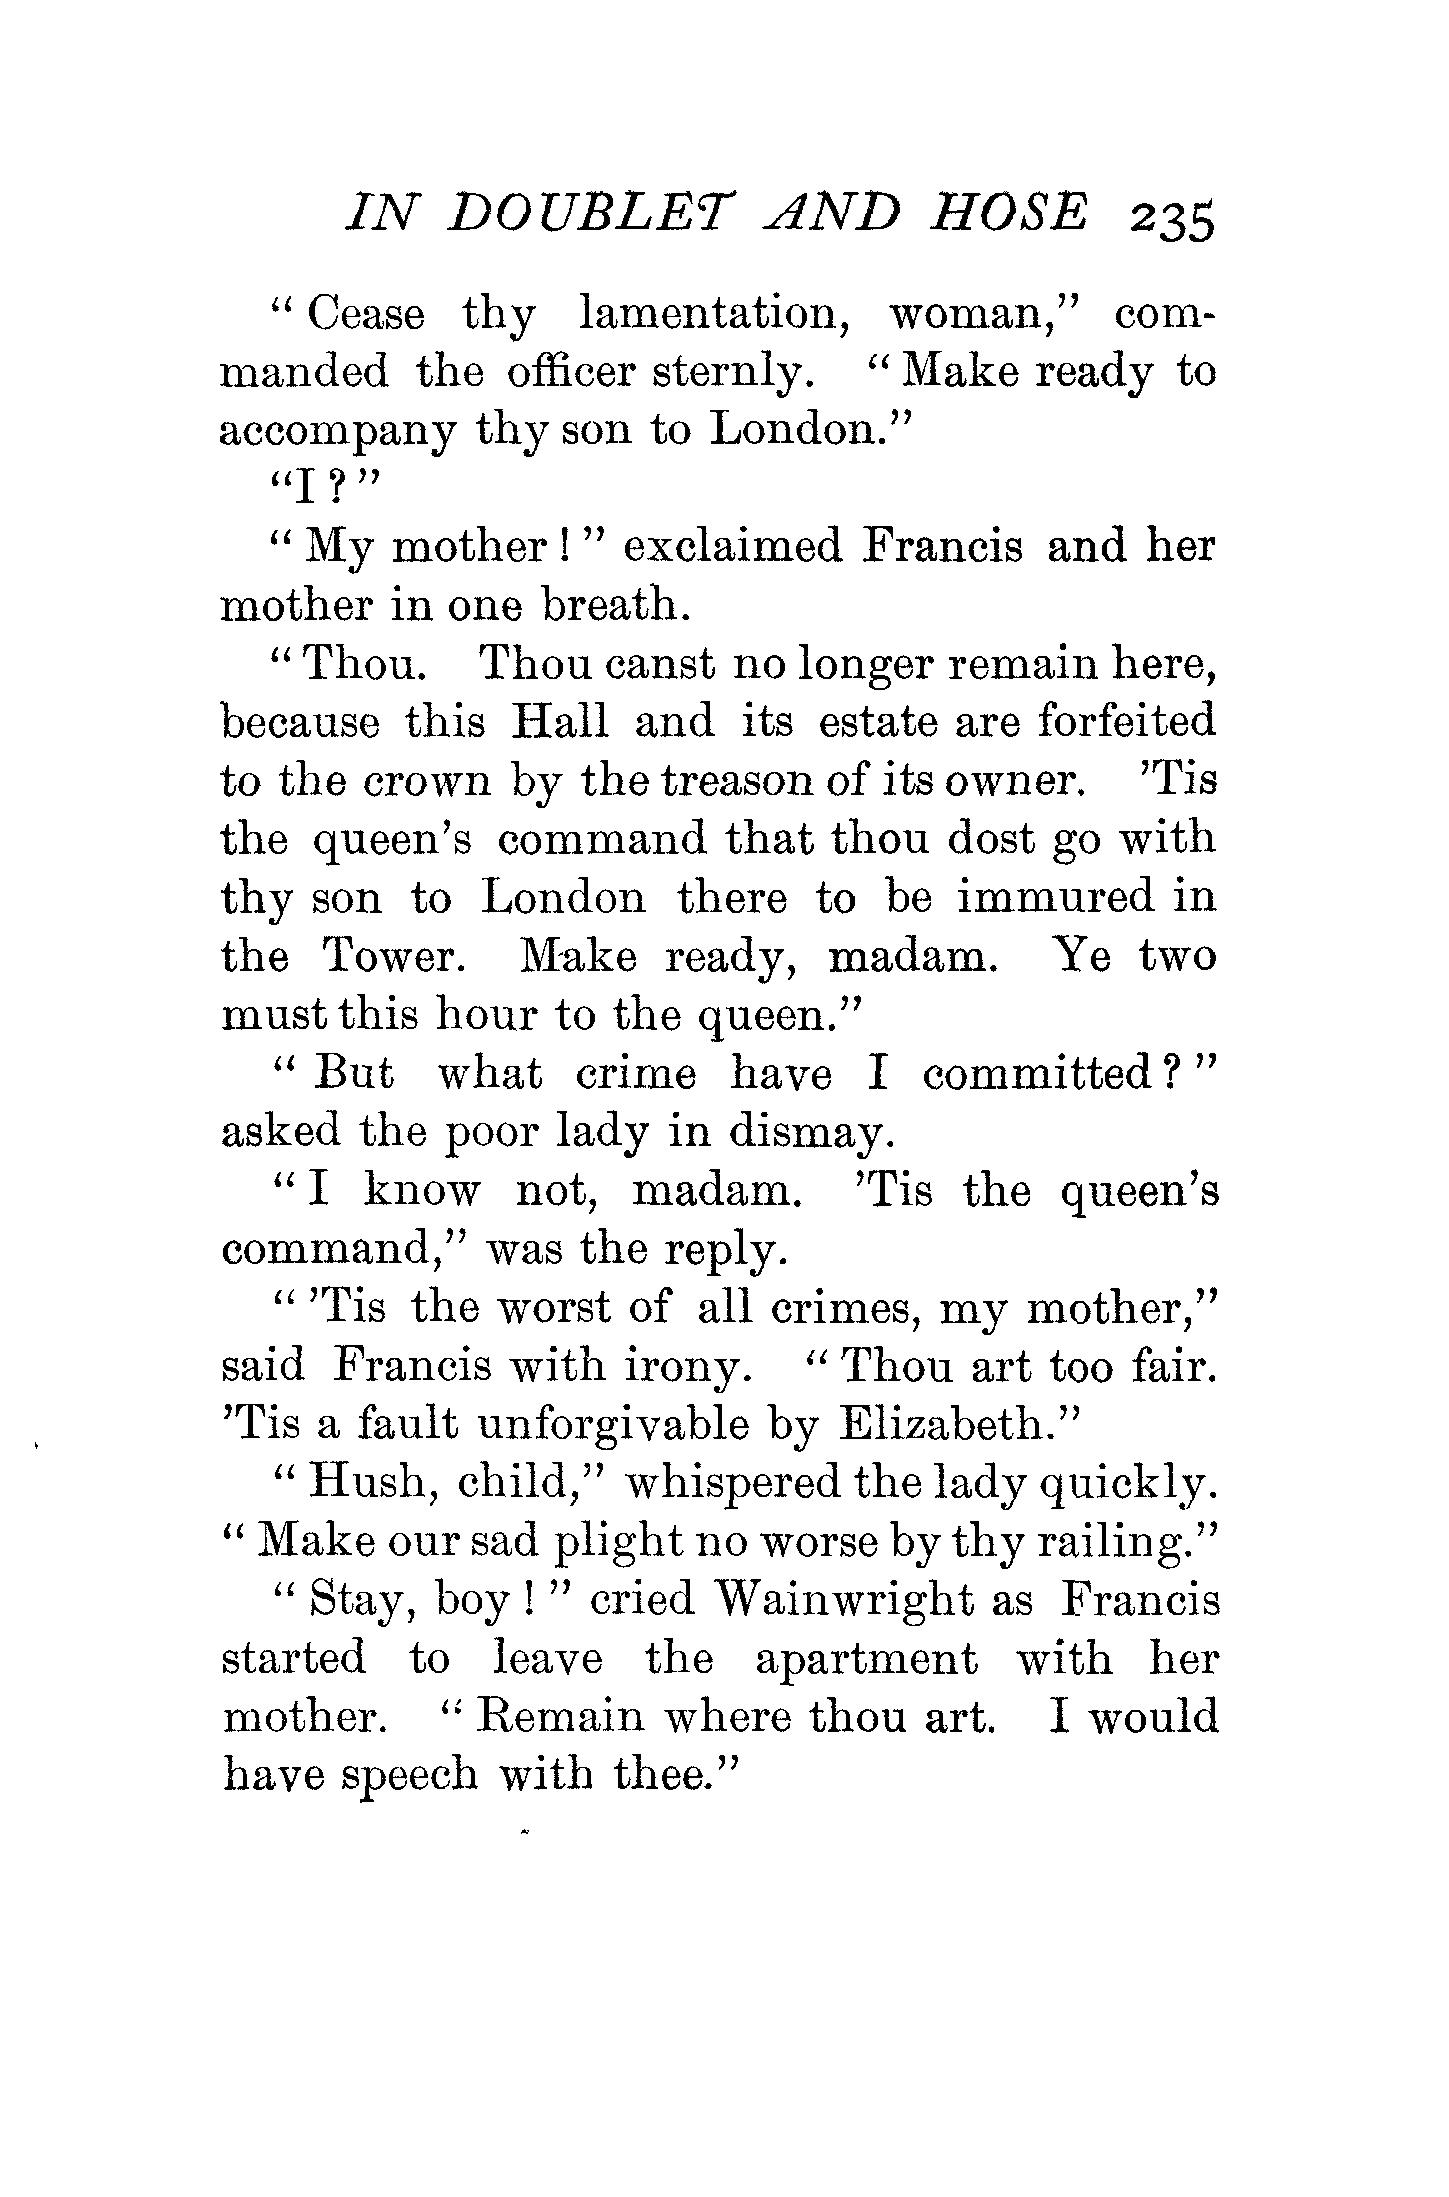 IN DOUBLET AND HOSE 235
“ Cease thy lamentation, woman,” com-
manded the officer sternly. “ Make ready to
accompany thy son to London.”
“I ? ”
“ My mother ! ” exclaimed Francis and her
mother in one breath.
“ Thou. Thou canst no longer remain here,
because this Hall and its estate are forfeited
to the crown by the treason of its owner. ’Tis
the queen’s command that thou dost go with
thy son to London there to be immured in
the Tower. Make ready, madam. Ye two
must this hour to the queen.”
“ But what crime have I committed ? ”
asked the poor lady in dismay.
“ I know not, madam. ’Tis the queen’s
command,” was the reply.
“ ’Tis the worst of all crimes, my mother,”
said Francis with irony. “ Thou art too fair.
’Tis a fault unforgivable by Elizabeth.”
“ Hush, child,” whispered the lady quickly.
“ Make our sad plight no worse by thy railing.”
“ Stay, boy ! ” cried Wainwright as Francis
started to leave the apartment with her
mother. “ Remain where thou art. I would
have speech with thee.”